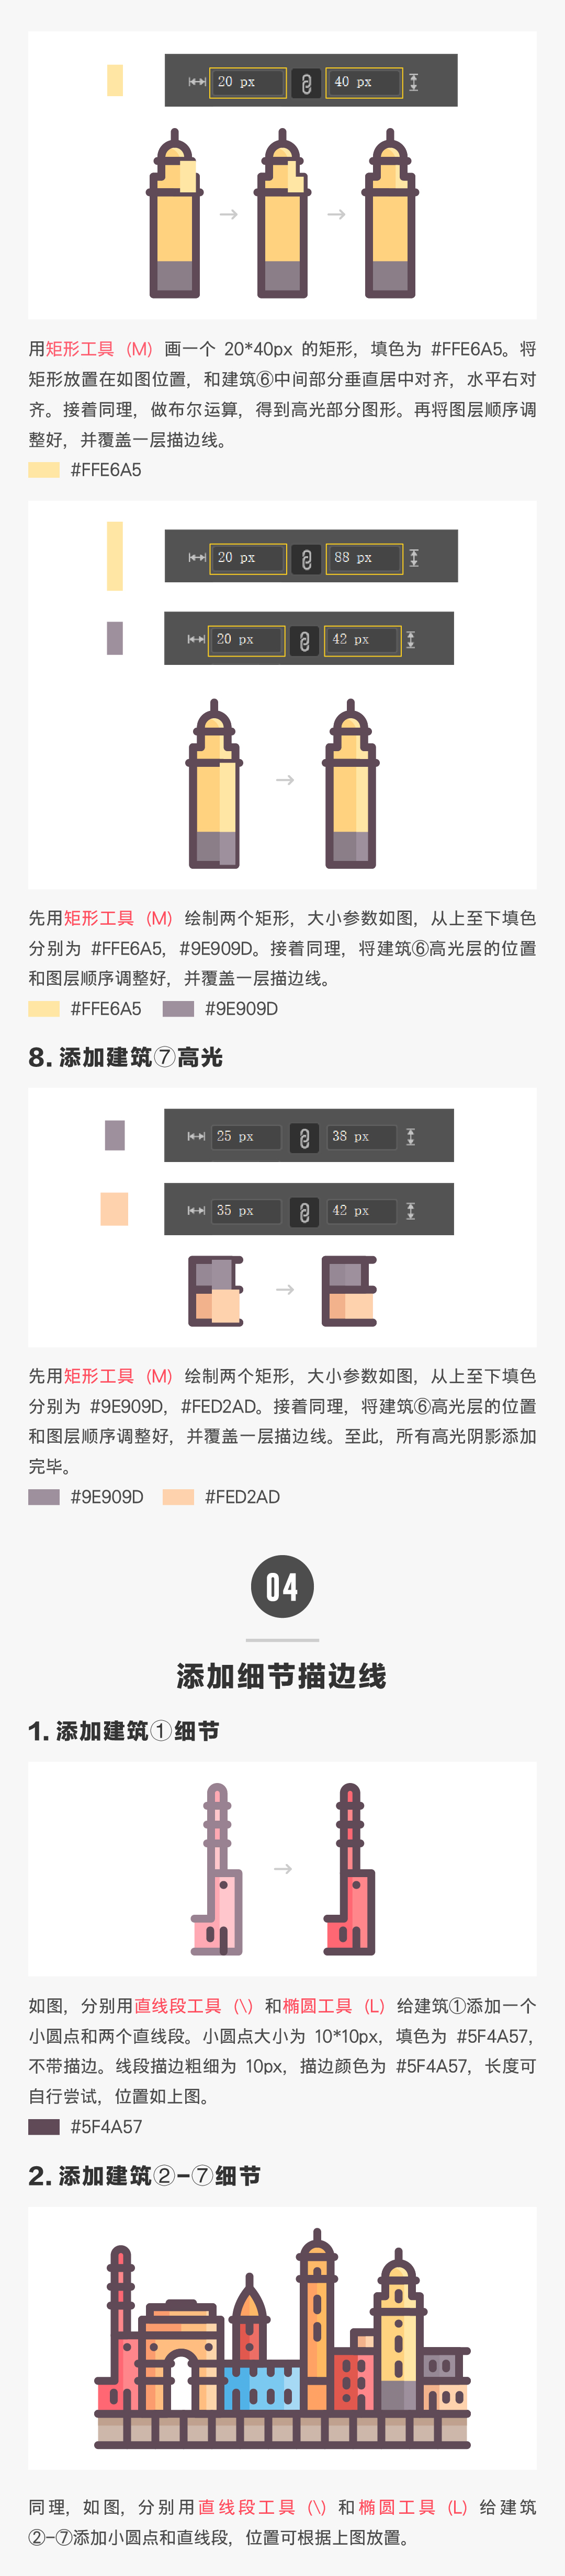 20 px 40 px
→ →
用矩形工具 (M) 画一个 20*40px 的矩形，填色为 #FFE6A5。将
矩形放置在如图位置，和建筑⑥中间部分垂直居中对齐，水平右对
齐。接着同理，做布尔运算，得到高光部分图形。再将图层顺序调
整好，并覆盖一层描边线。
#FFE6A5
20 px 88 px
20 px 42 px
→
先用矩形工具 (M) 绘制两个矩形，大小参数如图，从上至下填色
分别为 #FFE6A5，#9E909D。接着同理，将建筑⑥高光层的位置
和图层顺序调整好，并覆盖一层描边线。
#FFE6A5 #9E909D
8. 添加建筑⑦高光
25 px 38 px
35 px 42 px
→
先用矩形工具 (M) 绘制两个矩形，大小参数如图，从上至下填色
分别为 #9E909D，#FED2AD。接着同理，将建筑⑥高光层的位置
和图层顺序调整好，并覆盖一层描边线。至此，所有高光阴影添加
完毕。
#9E909D #FED2AD
04
添加细节描边线
1. 添加建筑①细节
→
如图，分别用直线段工具 (\) 和椭圆工具 (L) 给建筑①添加一个
小圆点和两个直线段。小圆点大小为 10*10px，填色为 #5F4A57，
不带描边。线段描边粗细为 10px，描边颜色为 #5F4A57，长度可
自行尝试，位置如上图。
#5F4A57
2. 添加建筑②-⑦细节
同理，如图，分别用直线段工具 (\) 和椭圆工具 (L) 给建筑
②-⑦添加小圆点和直线段，位置可根据上图放置。